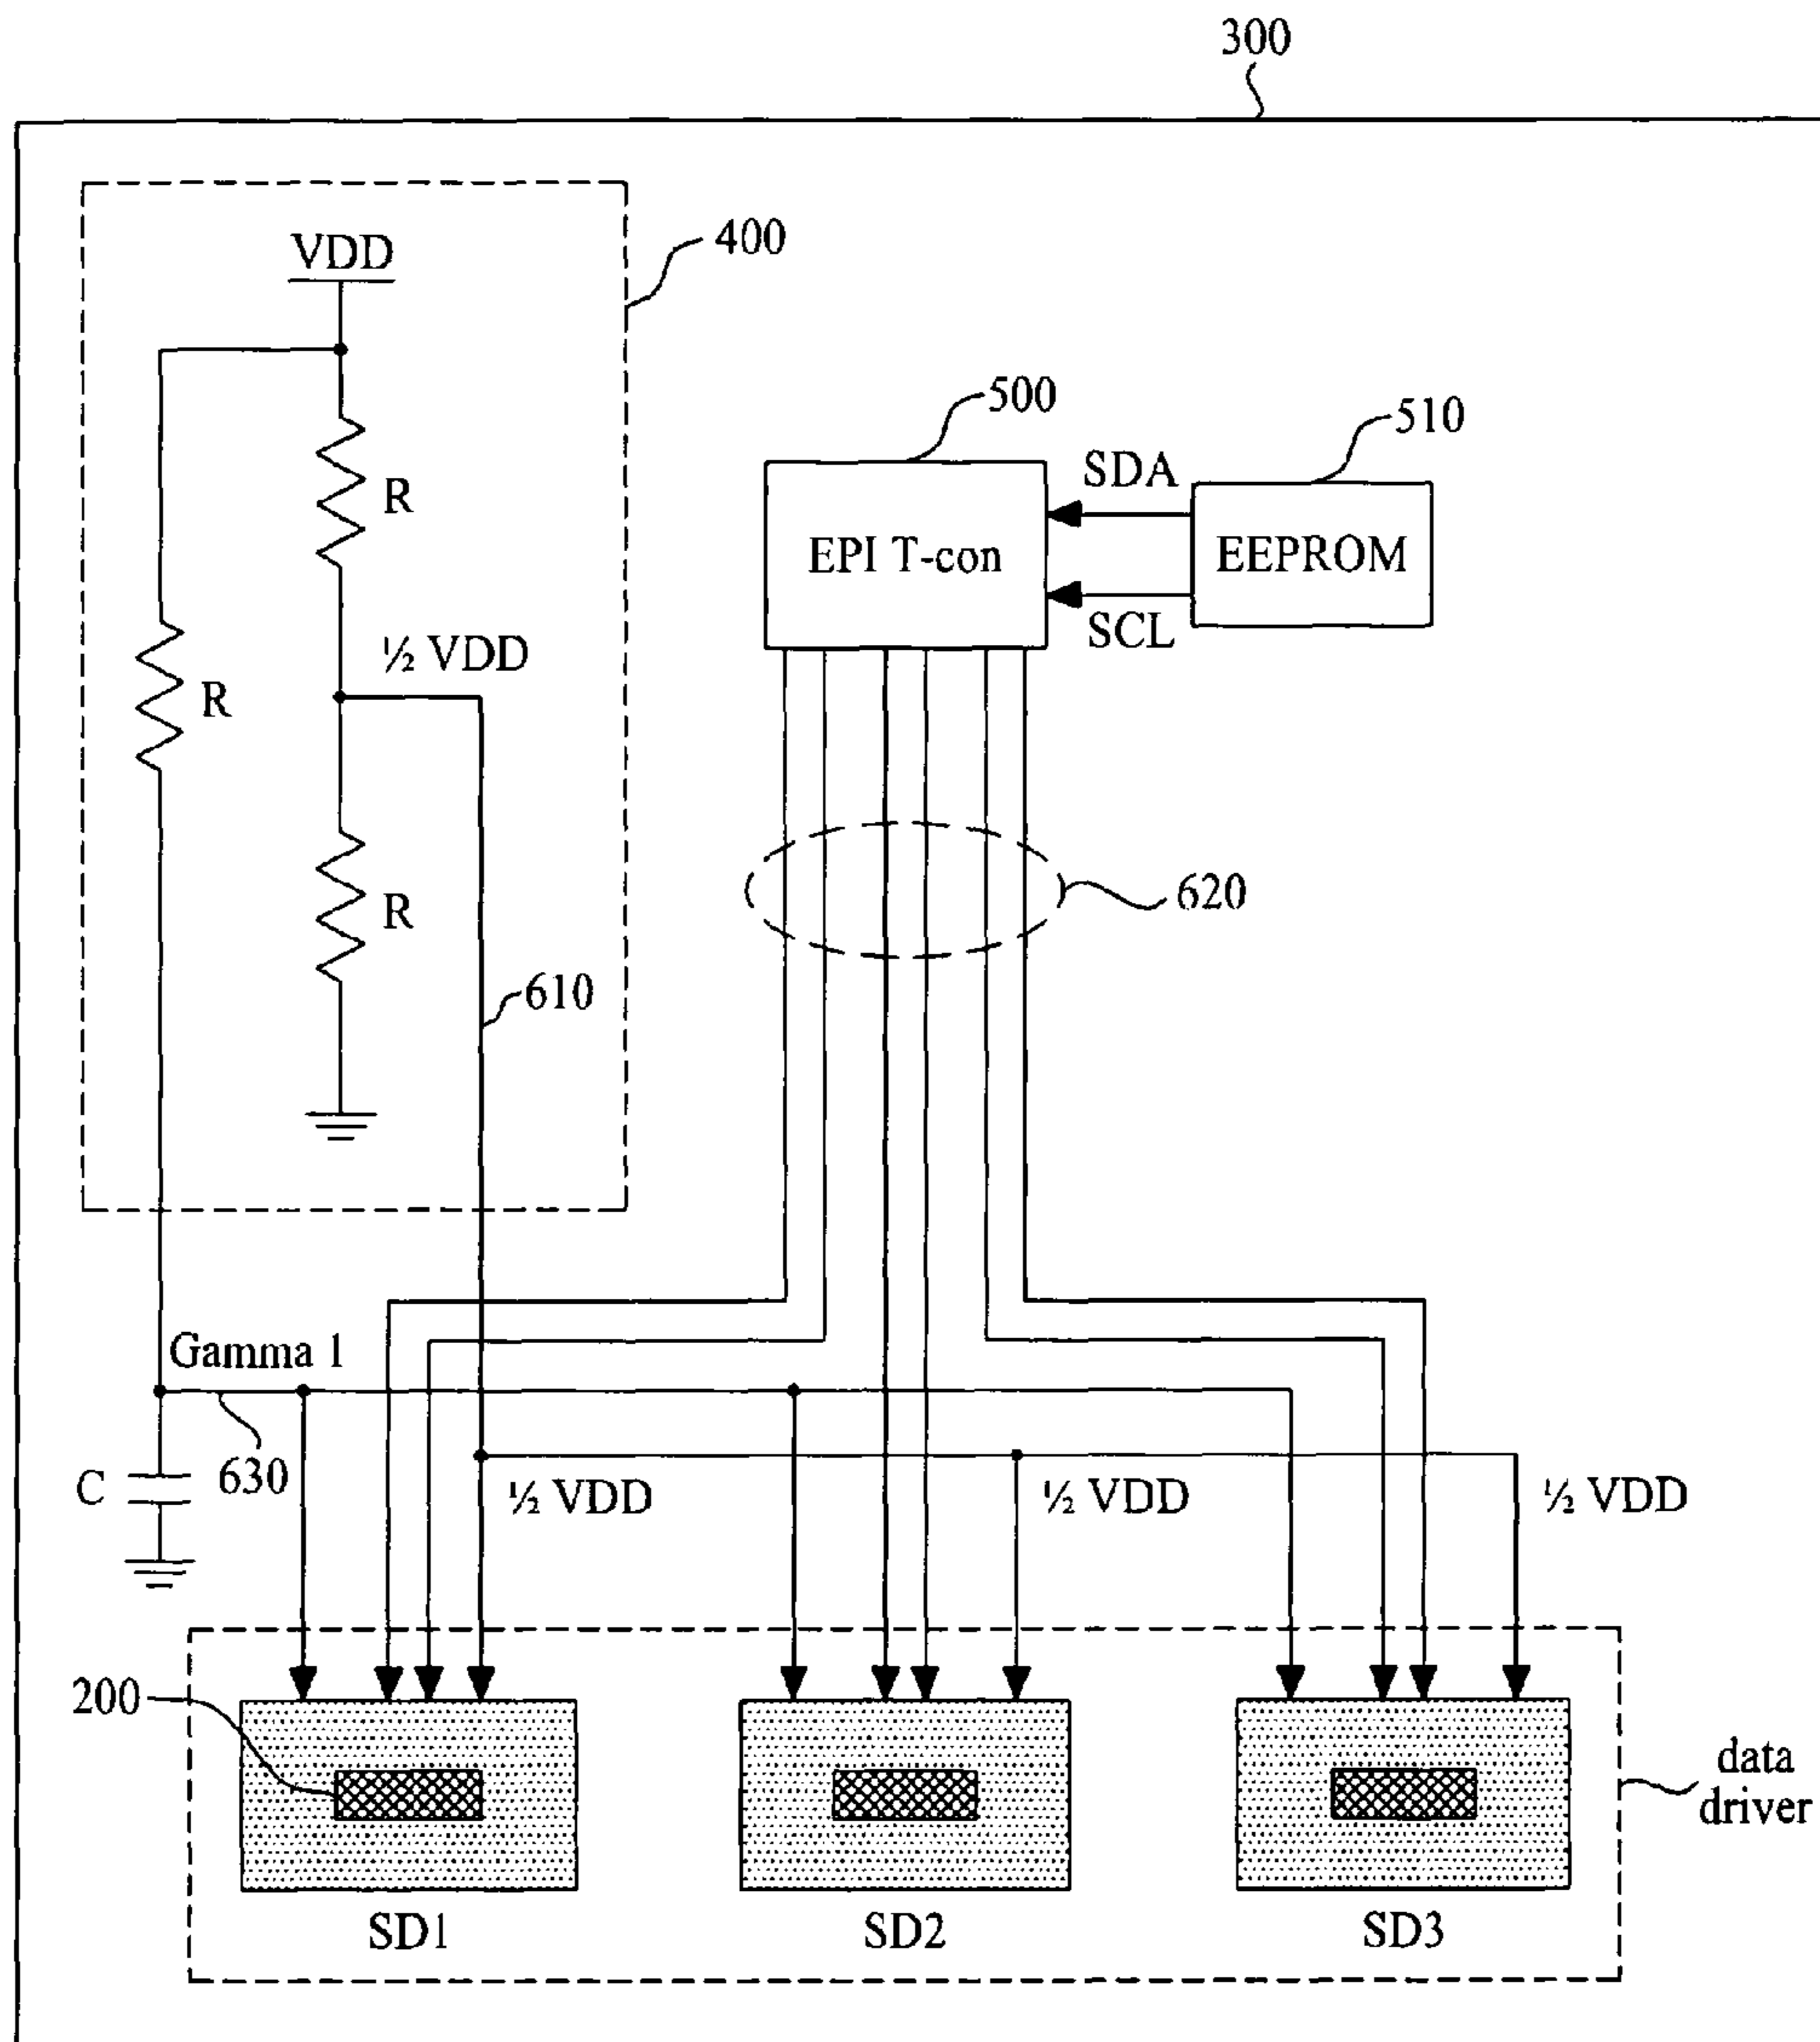 300
VDD
400
R
500
SDA
510
EPI T-con
EEPROM
SCL
½ VDD
R
R
620
610
Gamma 1
C
630
½ VDD
½ VDD
½ VDD
200
data
driver
SD1
SD2
SD3